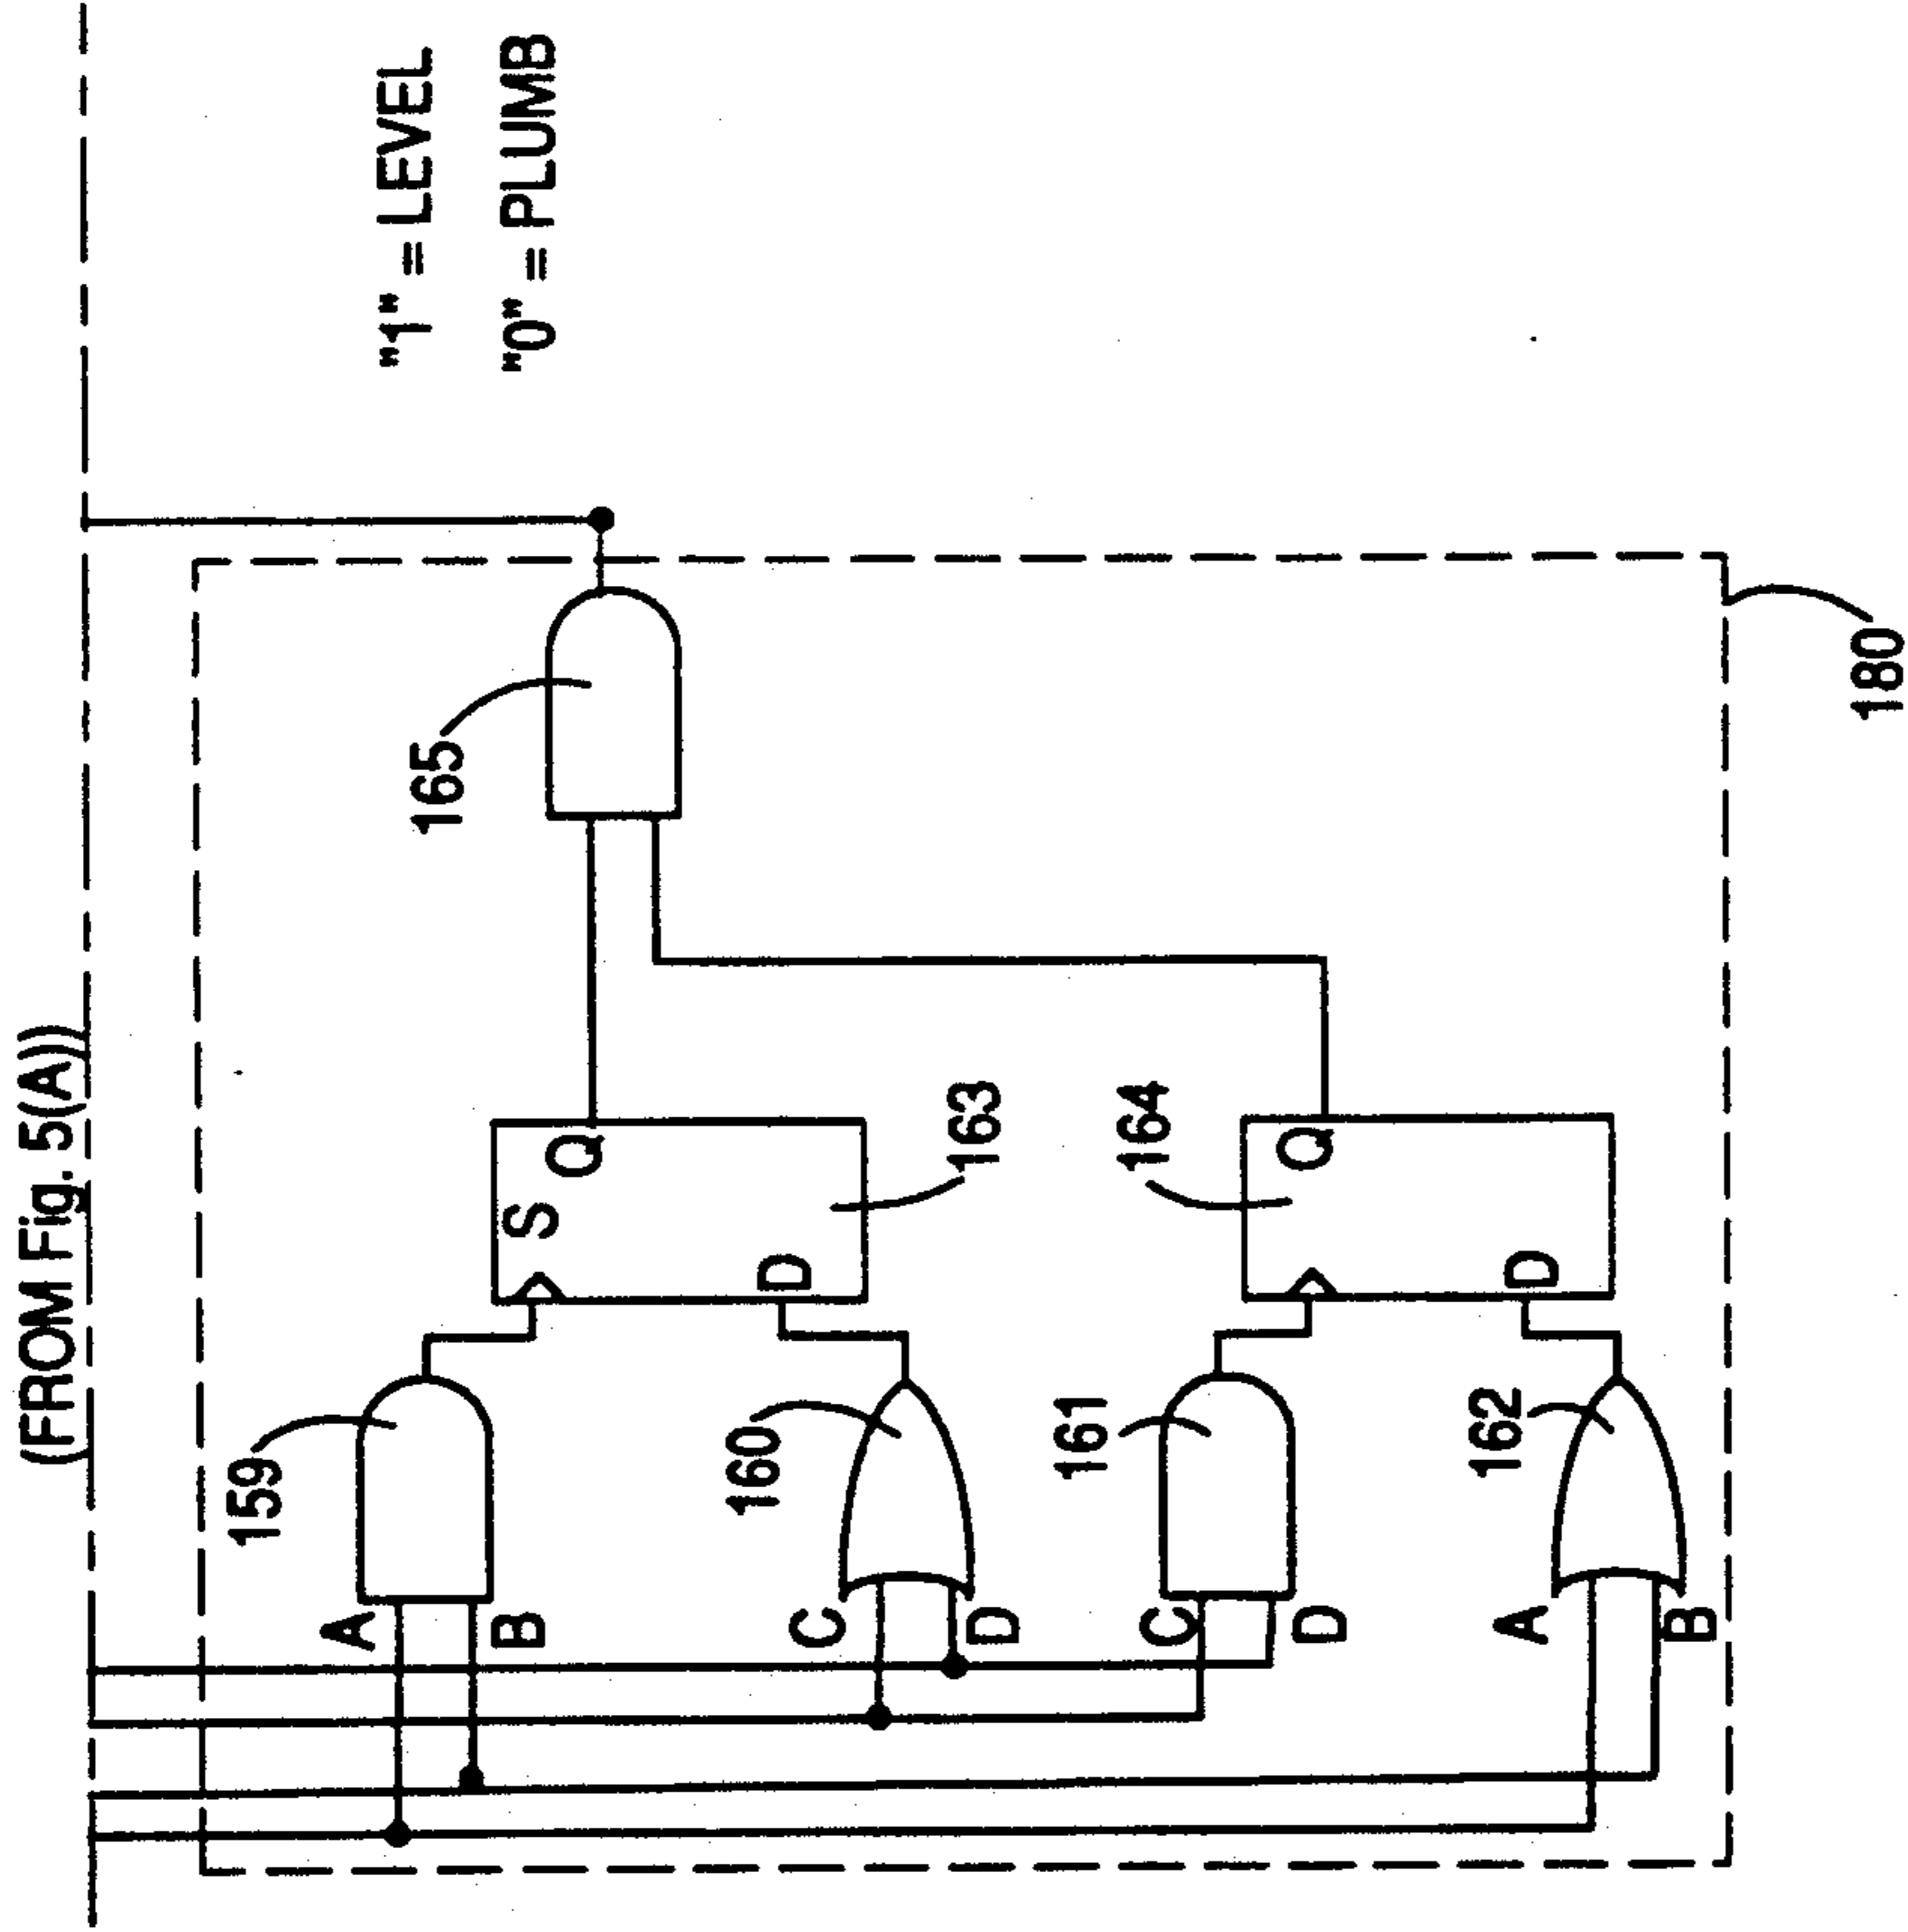 (FROM Fig. 5(A))
"1" = LEVEL
"0" = PLUMB
159
A
B
165
S
Q
D
163
160
C
D
161
C
D
164
Q
D
162
A
B
180